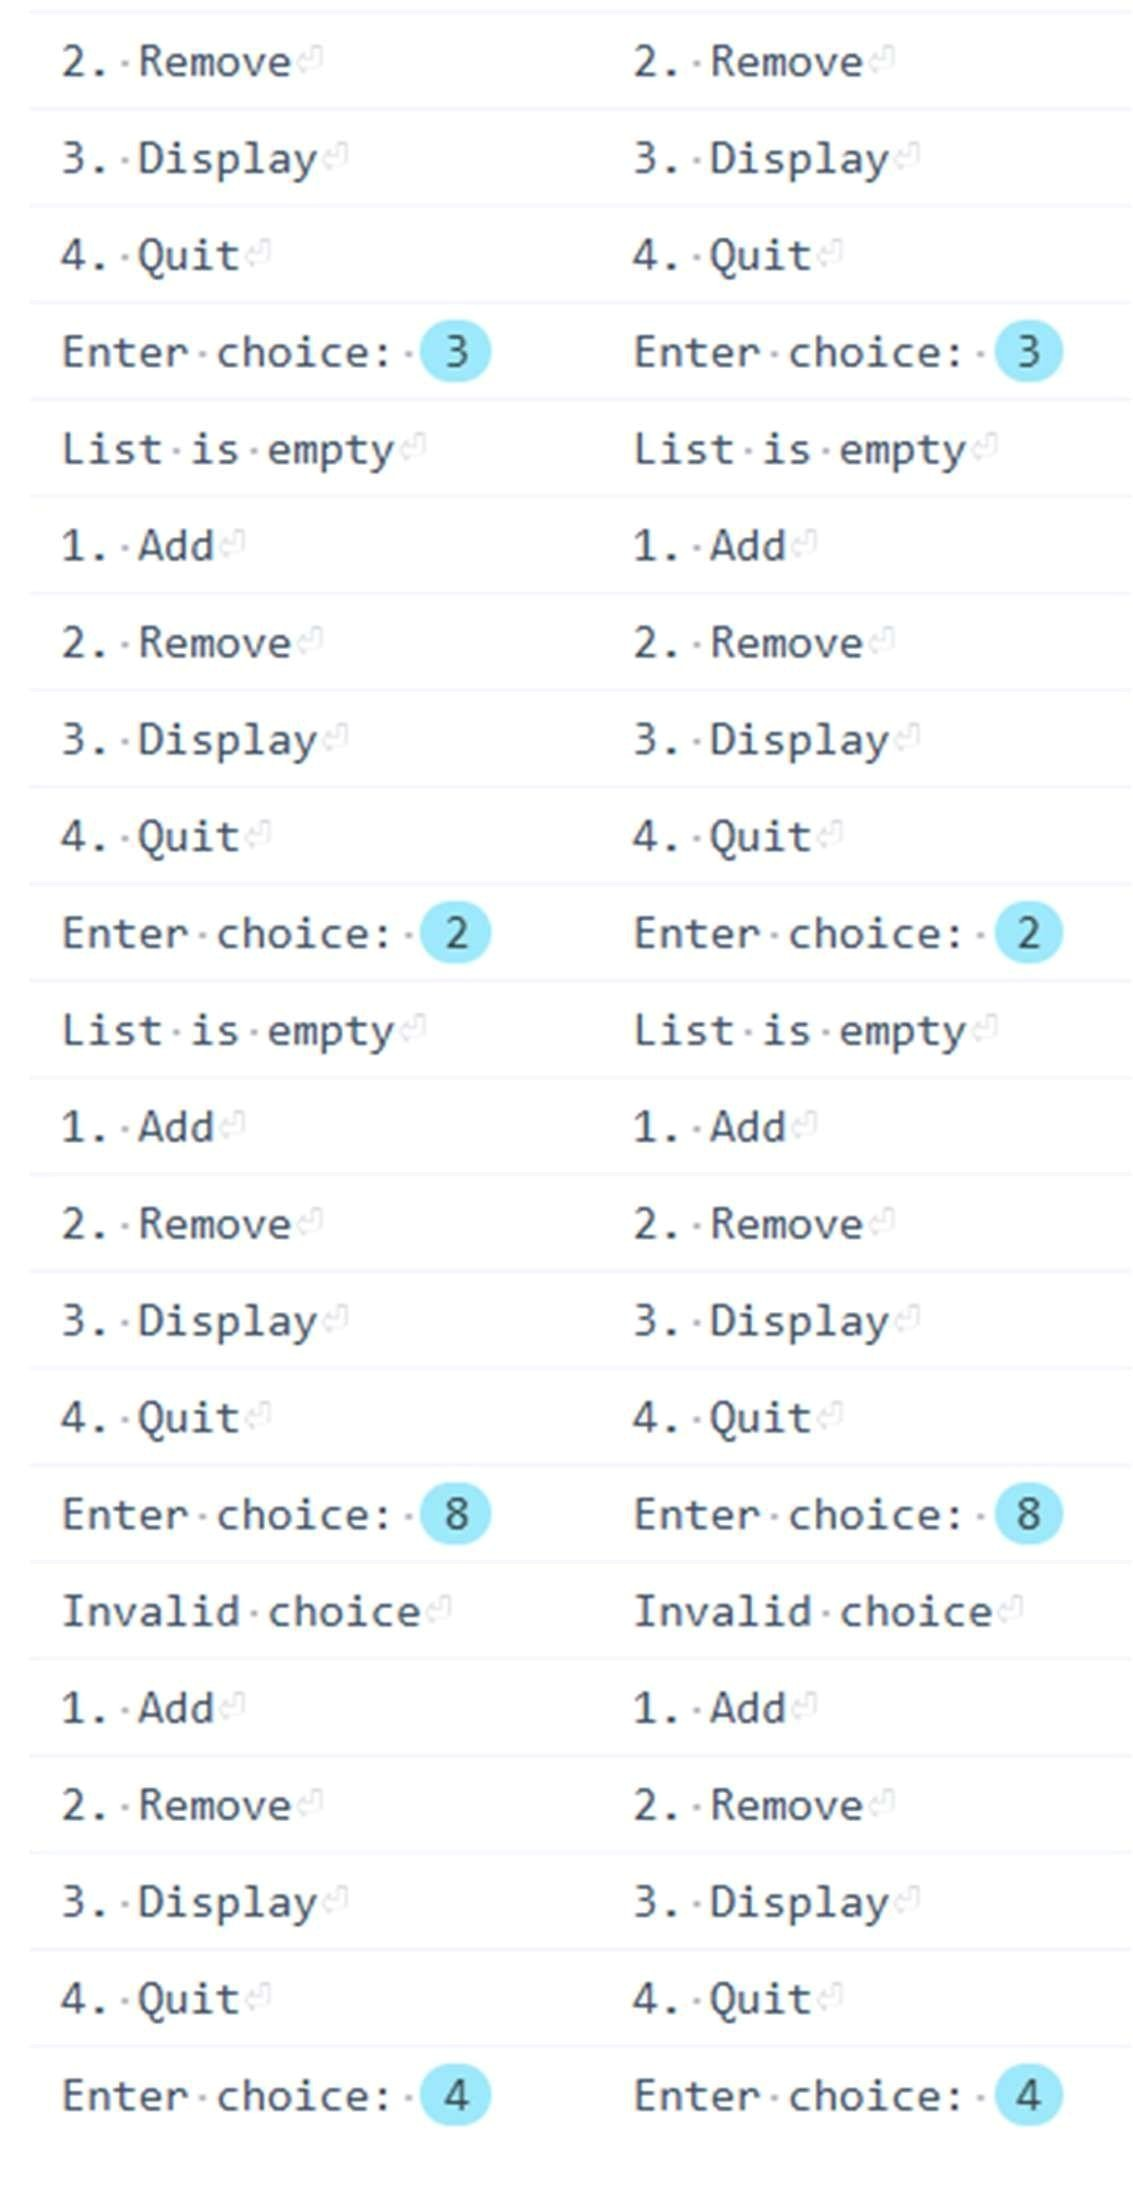 2. Remove 2. Remove
3. Display 3. Display
4. Quit 4. Quit
Enter choice: 3 Enter choice: 3
List is empty List is empty
1. Add 1. Add
2. Remove 2. Remove
3. Display 3. Display
4. Quit 4. Quit
Enter choice: 2 Enter choice: 2
List is empty List is empty
1. Add 1. Add
2. Remove 2. Remove
3. Display 3. Display
4. Quit 4. Quit
Enter choice: 8 Enter choice: 8
Invalid choice Invalid choice
1. Add 1. Add
2. Remove 2. Remove
3. Display 3. Display
4. Quit 4. Quit
Enter choice: 4 Enter choice: 4